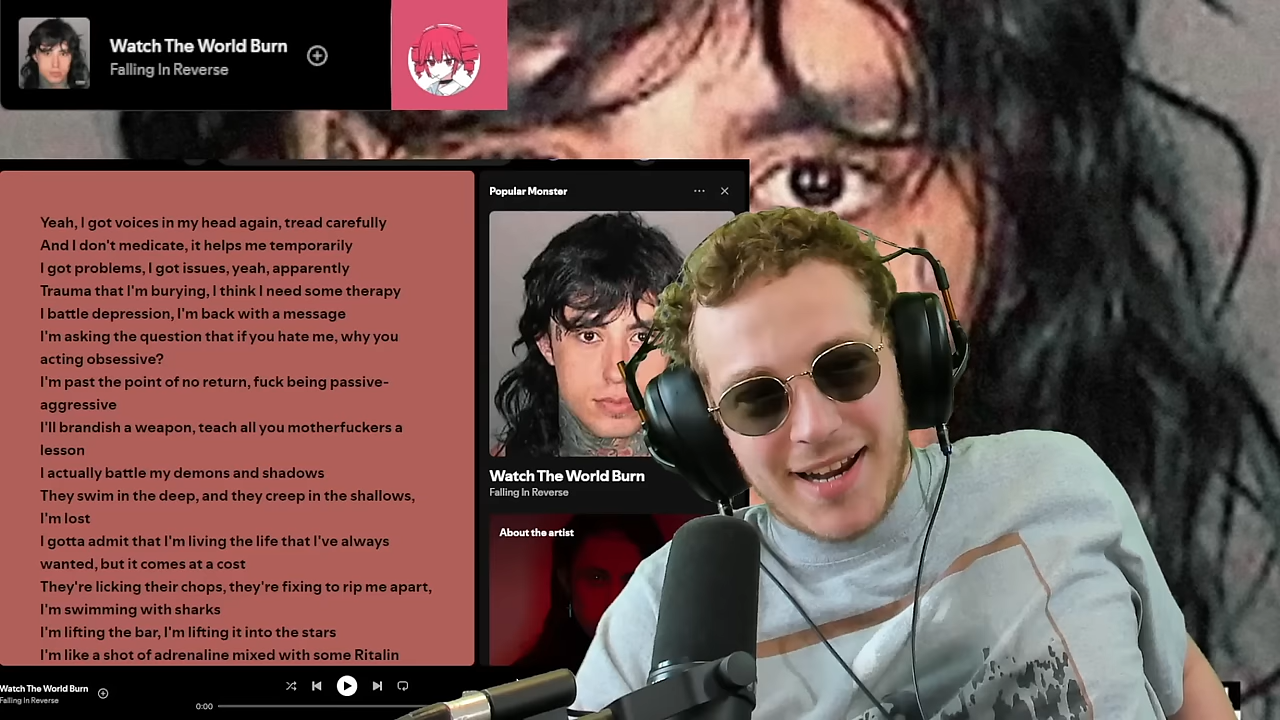 Watch The World Burn
Falling In Reverse
Yeah, I got voices in my head again, tread carefully
And I don't medicate, it helps me temporarily
I got problems, I got issues, yeah, apparently
Trauma that I'm burying, I think I need some therapy
I battle depression, I'm back with a message
I'm asking the question that if you hate me, why you
acting obsessive?
I'm past the point of no return, fuck being passive-
aggressive
I'll brandish a weapon, teach all you motherfuckers a
lesson
I actually battle my demons and shadows
They swim in the deep, and they creep in the shallows,
I'm lost
I gotta admit that I'm living the life that I've always
wanted, but it comes at a cost
They're licking their chops, they're fixing to rip me apart,
I'm swimming with sharks
I'm lifting the bar, I'm lifting it into the stars
I'm like a shot of adrenaline mixed with some Ritalin
Popular Monster
Watch The World Burn
Falling In Reverse
About the artist
Watch The World Burn
Falling In Reverse
0:00